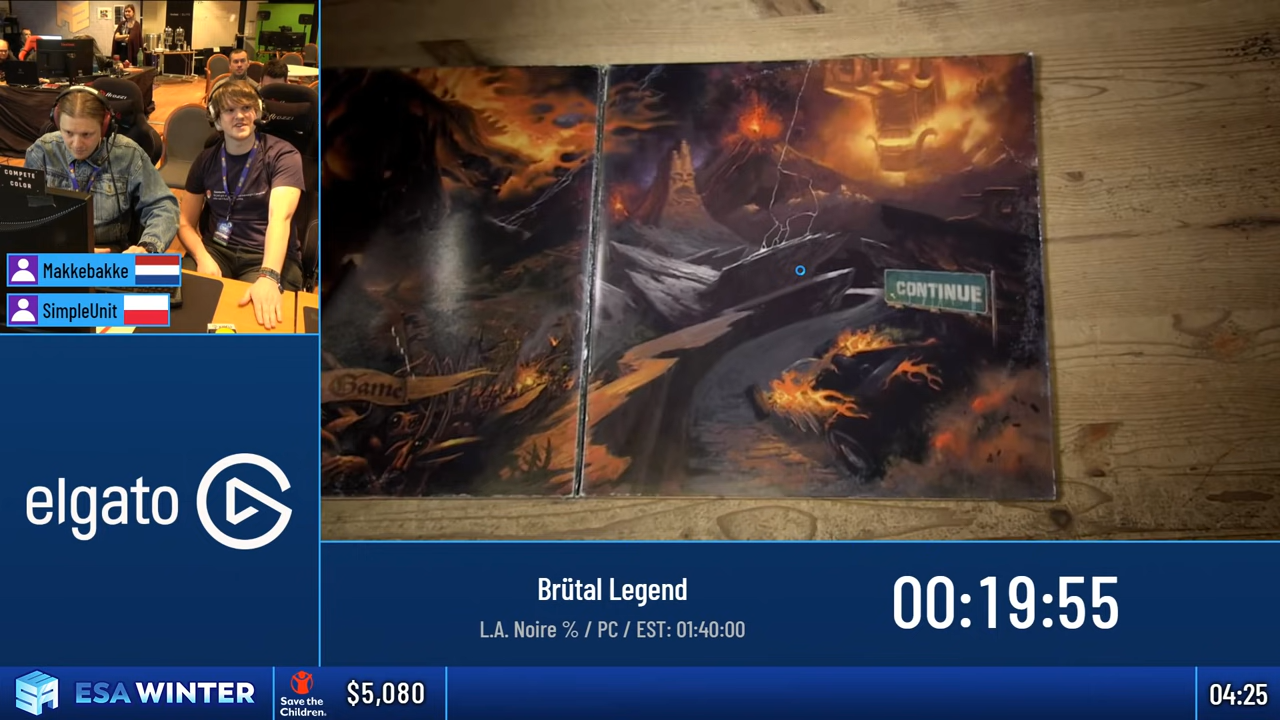 COMPETE
COLOR
Makkebakke
SimpleUnit
elgato
Game
CONTINUE
Brütal Legend
L.A. Noire % / PC / EST: 01:40:00
00:19:55
ESA WINTER
Save the
Children.
$5,080
04:25